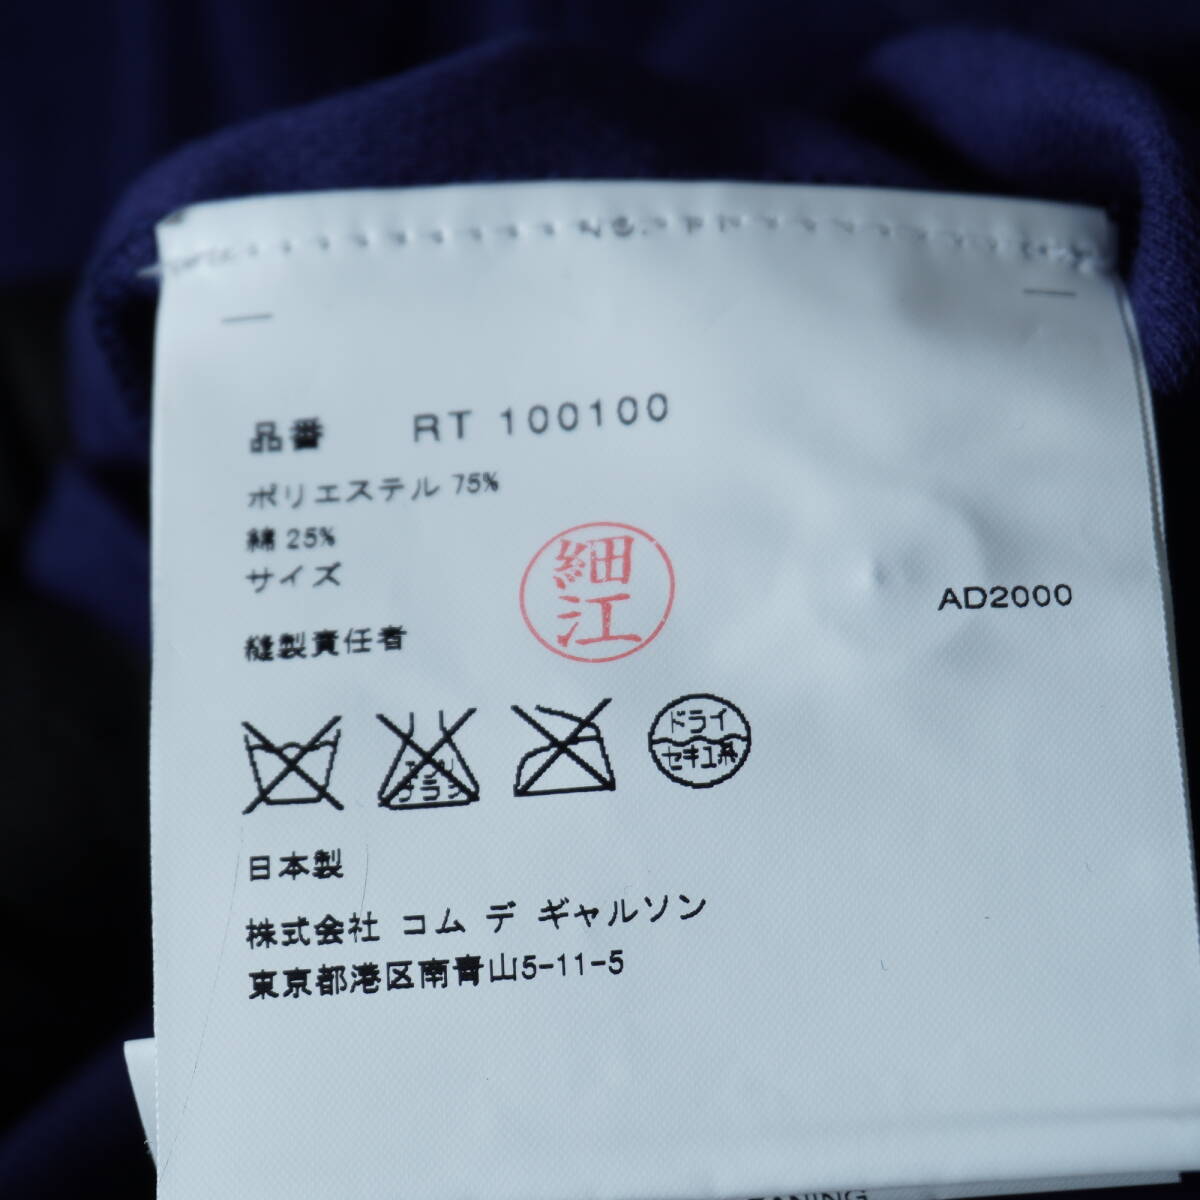 品番 RT 100100
ポリエステル 75%
綿 25%
サイズ
細江
AD2000
縫製責任者
ドライ
セキユ系
日本製
株式会社 コム デ ギャルソン
東京都港区南青山5-11-5